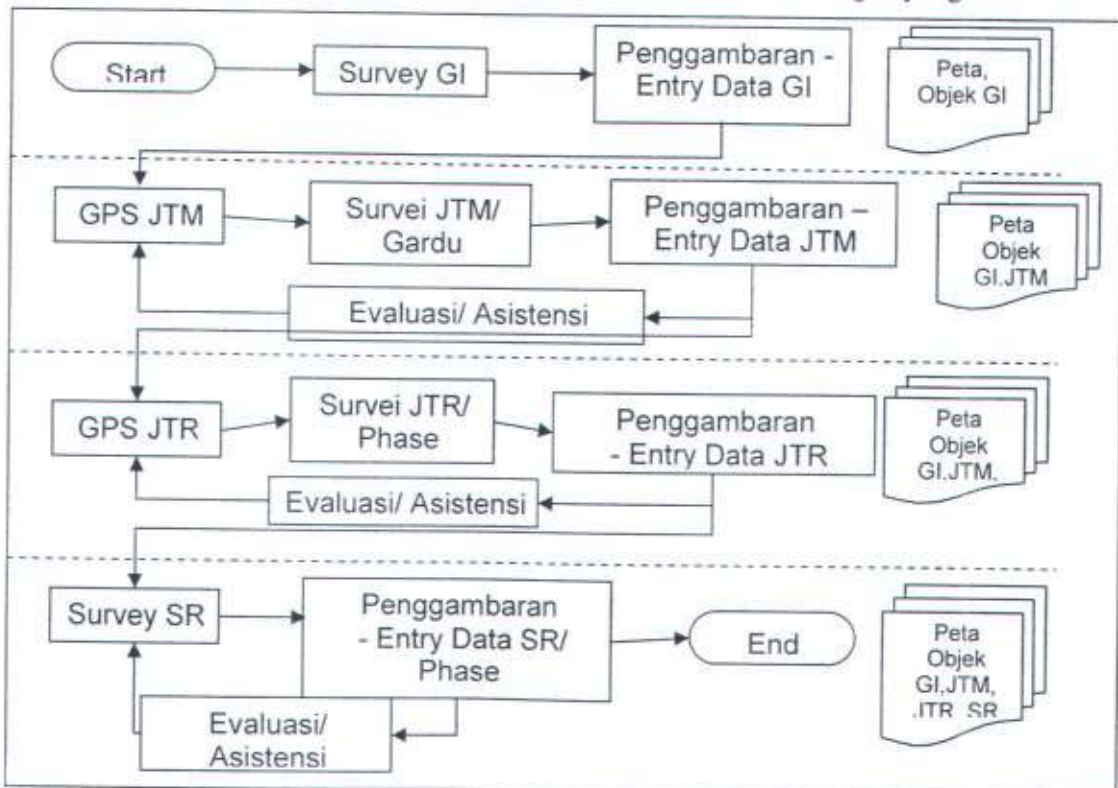 Start
Survey GI
Penggambaran -
Entry Data GI
Peta,
Objek GI
GPS JTM
Survei JTM/
Gardu
Penggambaran –
Entry Data JTM
Peta
Objek
GI.JTM
Evaluasi/ Asistensi
GPS JTR
Survei JTR/
Phase
Penggambaran
- Entry Data JTR
Peta
Objek
GI.JTM.
Evaluasi/ Asistensi
Survey SR
Penggambaran
- Entry Data SR/
Phase
End
Peta
Objek
GI,JTM,
JTR SR
Evaluasi/
Asistensi